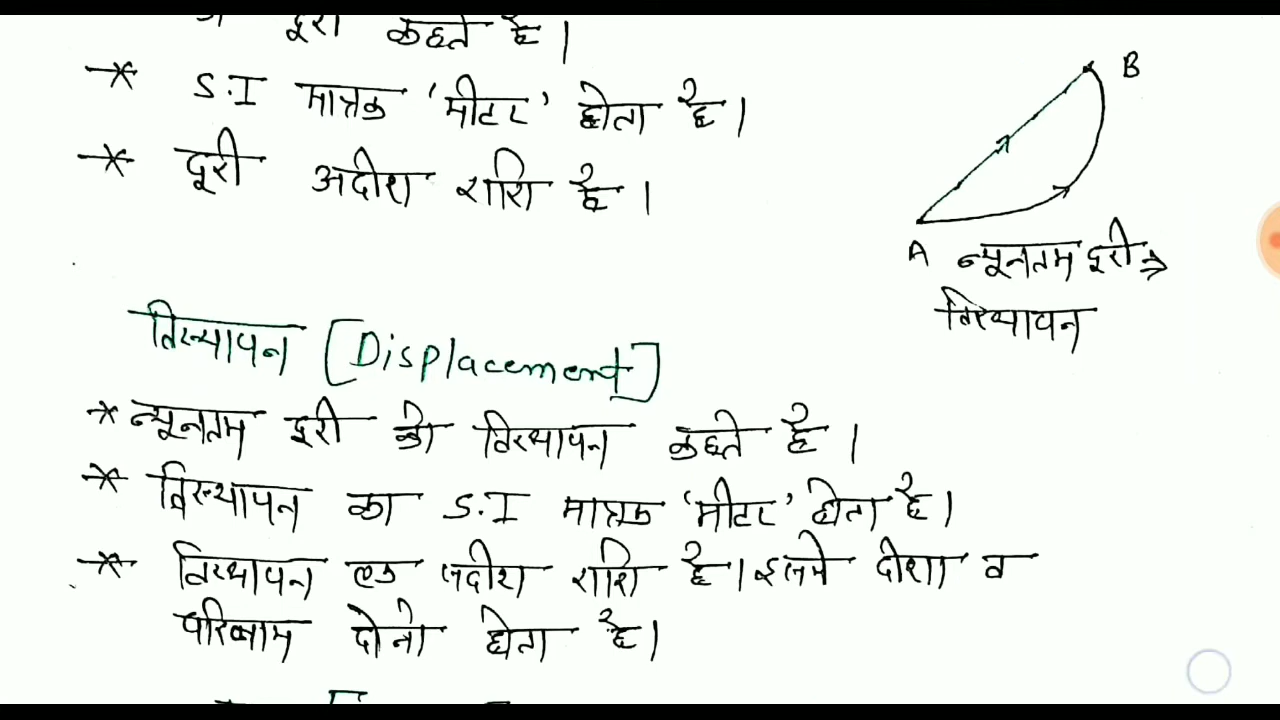 दूरी कहते है।
* S.I मात्रक 'मीटर' होता है।
* दूरी अदीश राशि है।
B
A न्यूनतम दूरी ⇒
विस्थापन
विस्थापन [Displacement]
* न्यूनतम दूरी को विस्थापन कहते है।
* विस्थापन का S.I मात्रक 'मीटर' होता है।
* विस्थापन एक सदीश राशि है। इसमे दीशा व
परिणाम दोनो होता है।